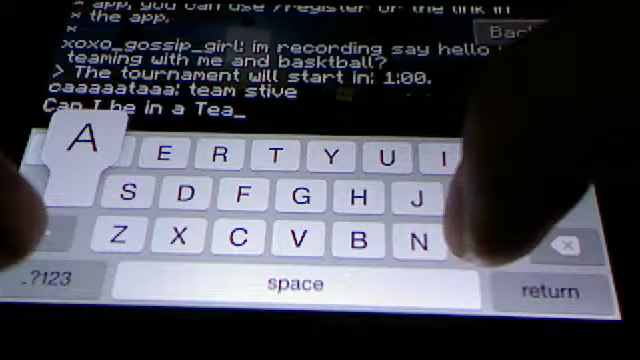 * app, you can use /register or the link in
* the app.
*
Back
xoxo_gossip_girl: im recording say hello
teaming with me and basktball?
> The tournament will start in: 1:00.
oaaaaataaa: team stive
Can I be in a Tea_
A
E R T Y U I
S D F G H J
Z X C V B N
.?123 space return